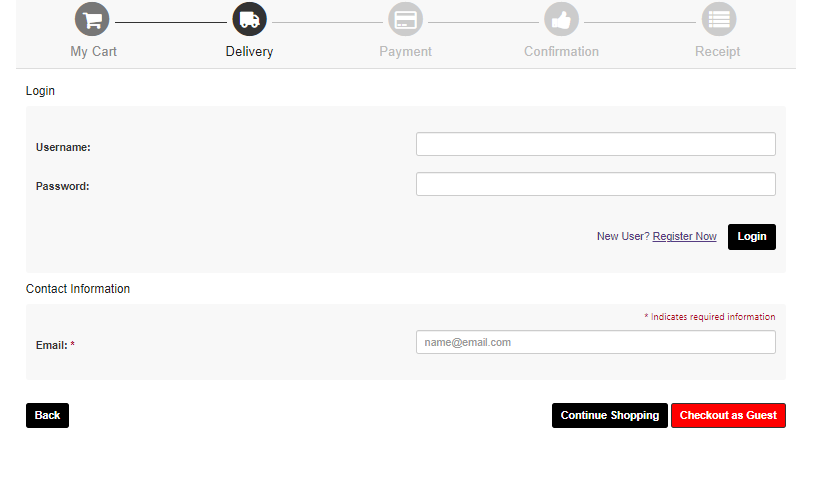 My Cart Delivery Payment Confirmation Receipt
Login
Username:
Password:
New User? Register Now Login
Contact Information
* Indicates required information
Email: * name@email.com
Back Continue Shopping Checkout as Guest